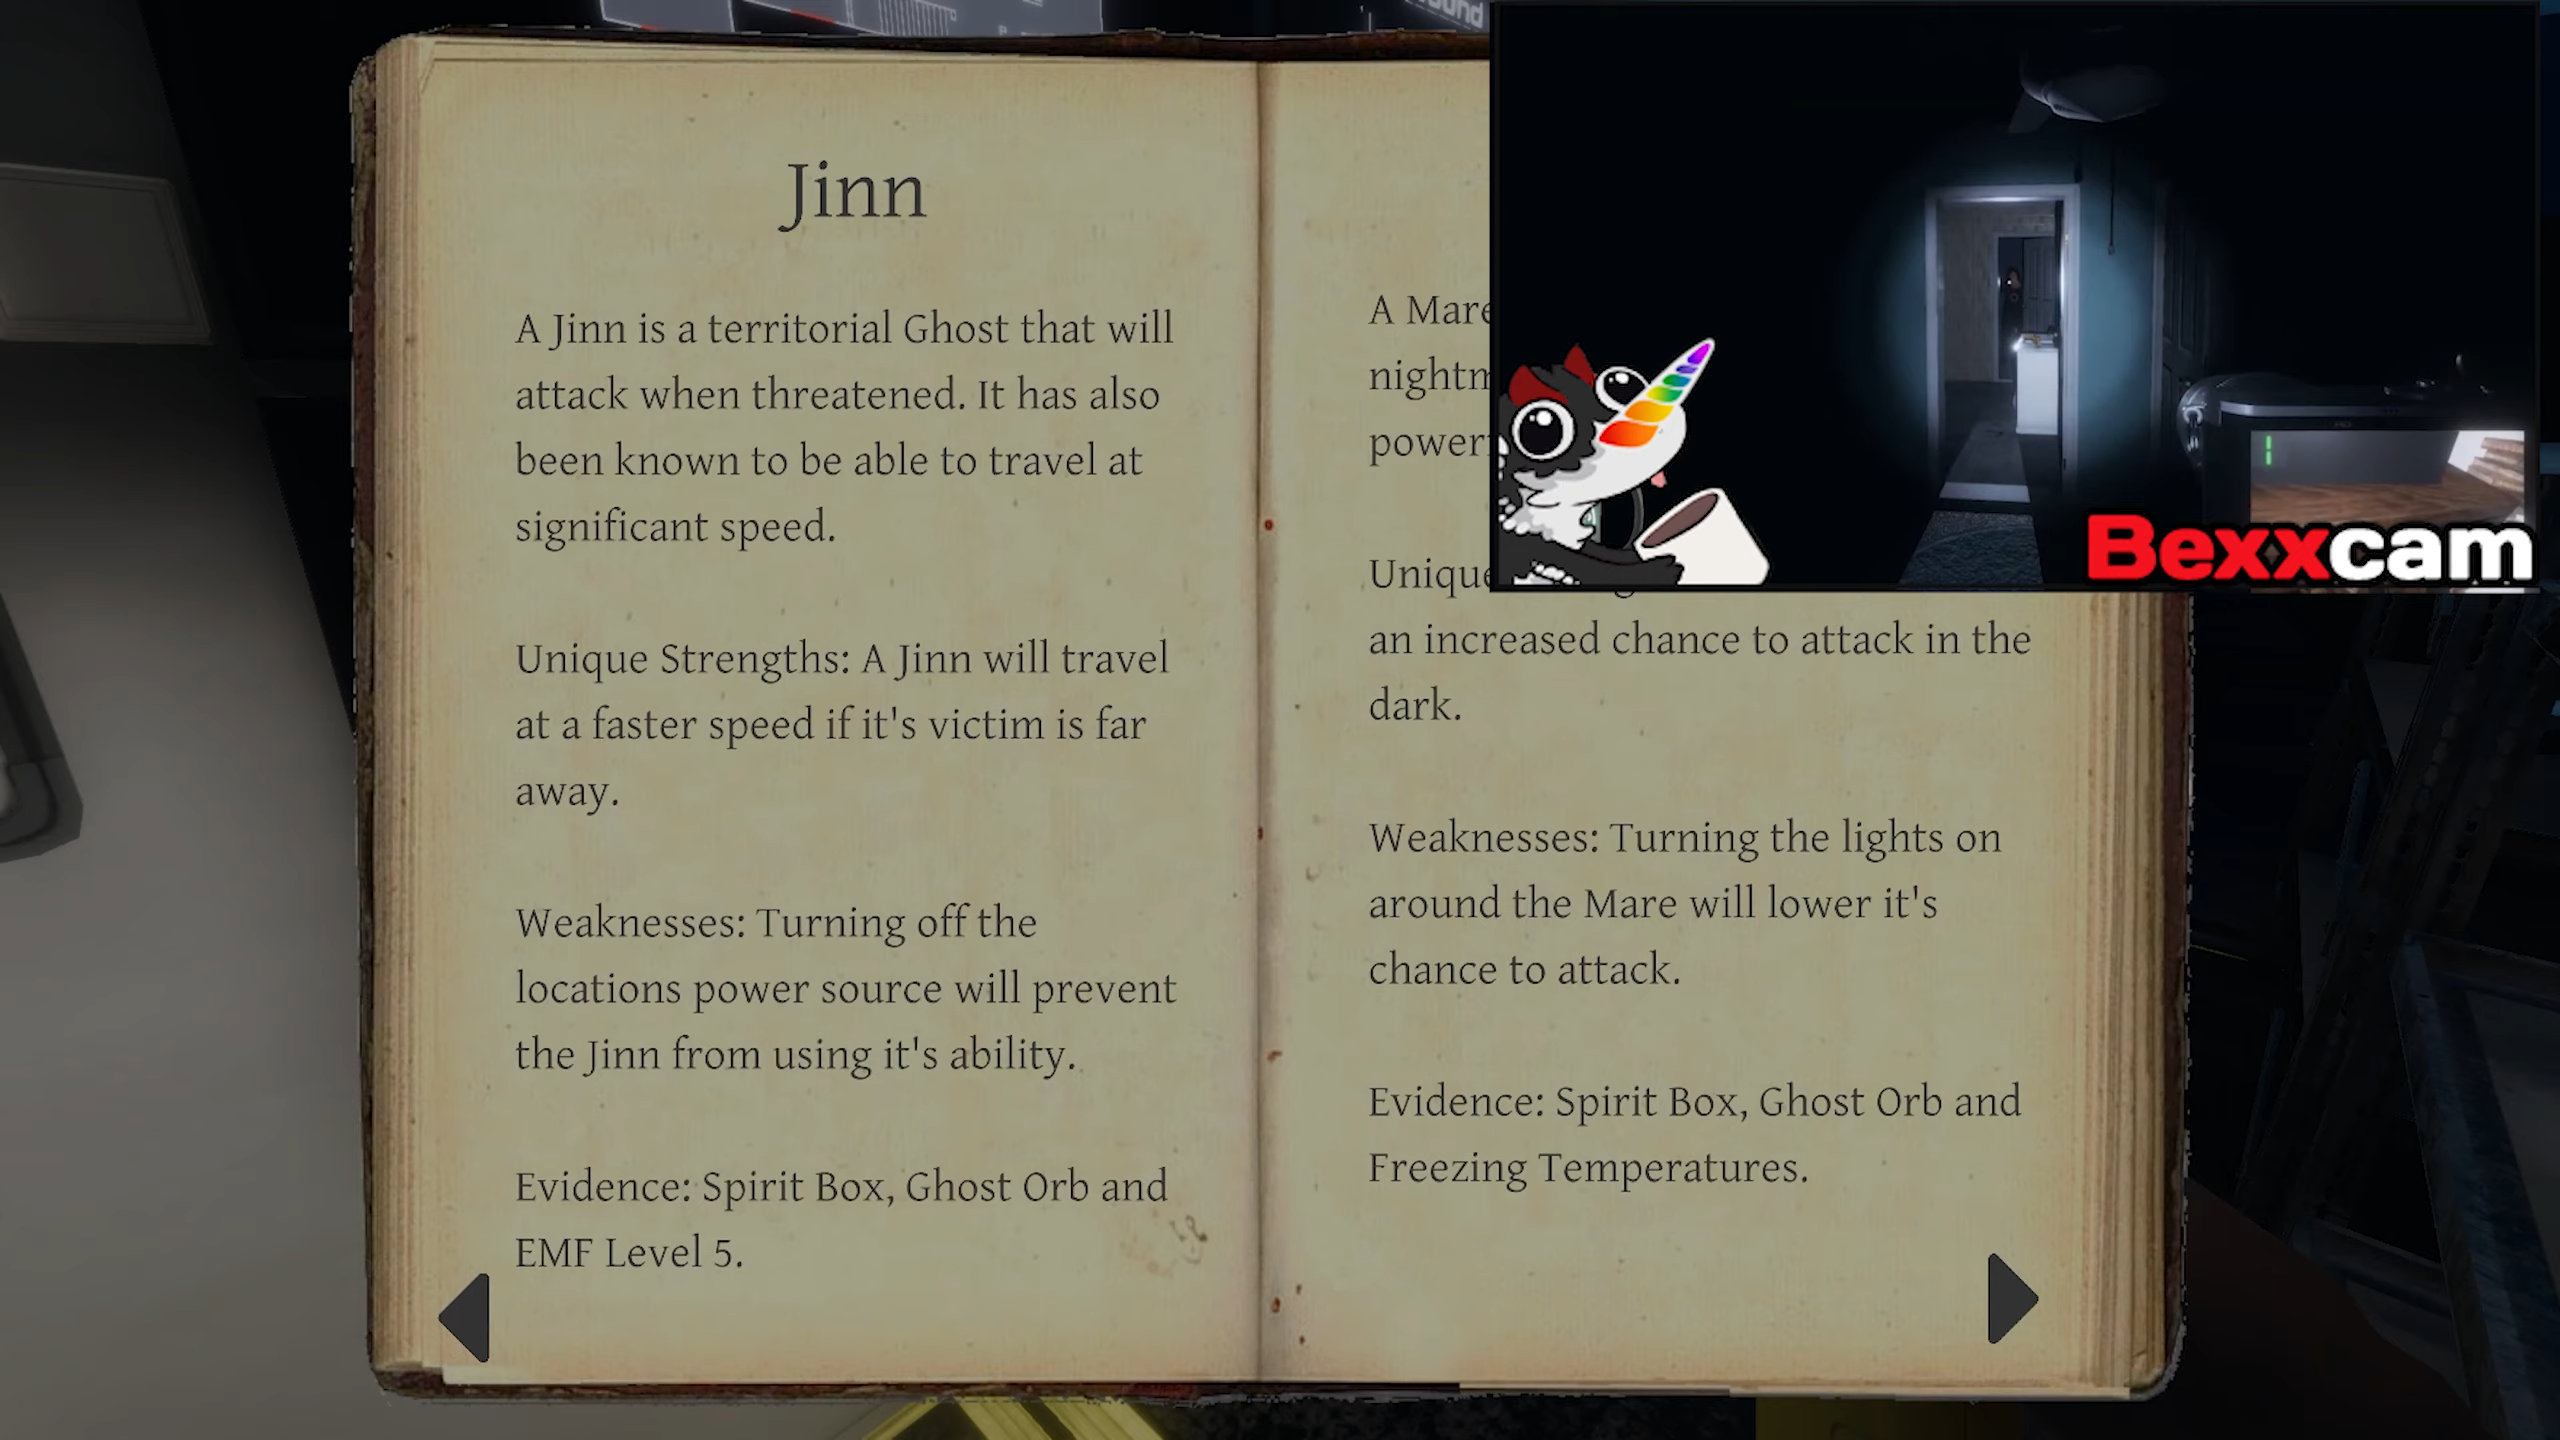 Jinn
A Jinn is a territorial Ghost that will
attack when threatened. It has also
been known to be able to travel at
significant speed.
Unique Strengths: A Jinn will travel
at a faster speed if it's victim is far
away.
Weaknesses: Turning off the
locations power source will prevent
the Jinn from using it's ability.
Evidence: Spirit Box, Ghost Orb and
EMF Level 5.
A Mare
Unique
an increased chance to attack in the
dark.
Weaknesses: Turning the lights on
around the Mare will lower it's
chance to attack.
Evidence: Spirit Box, Ghost Orb and
Freezing Temperatures.
Bexxcam